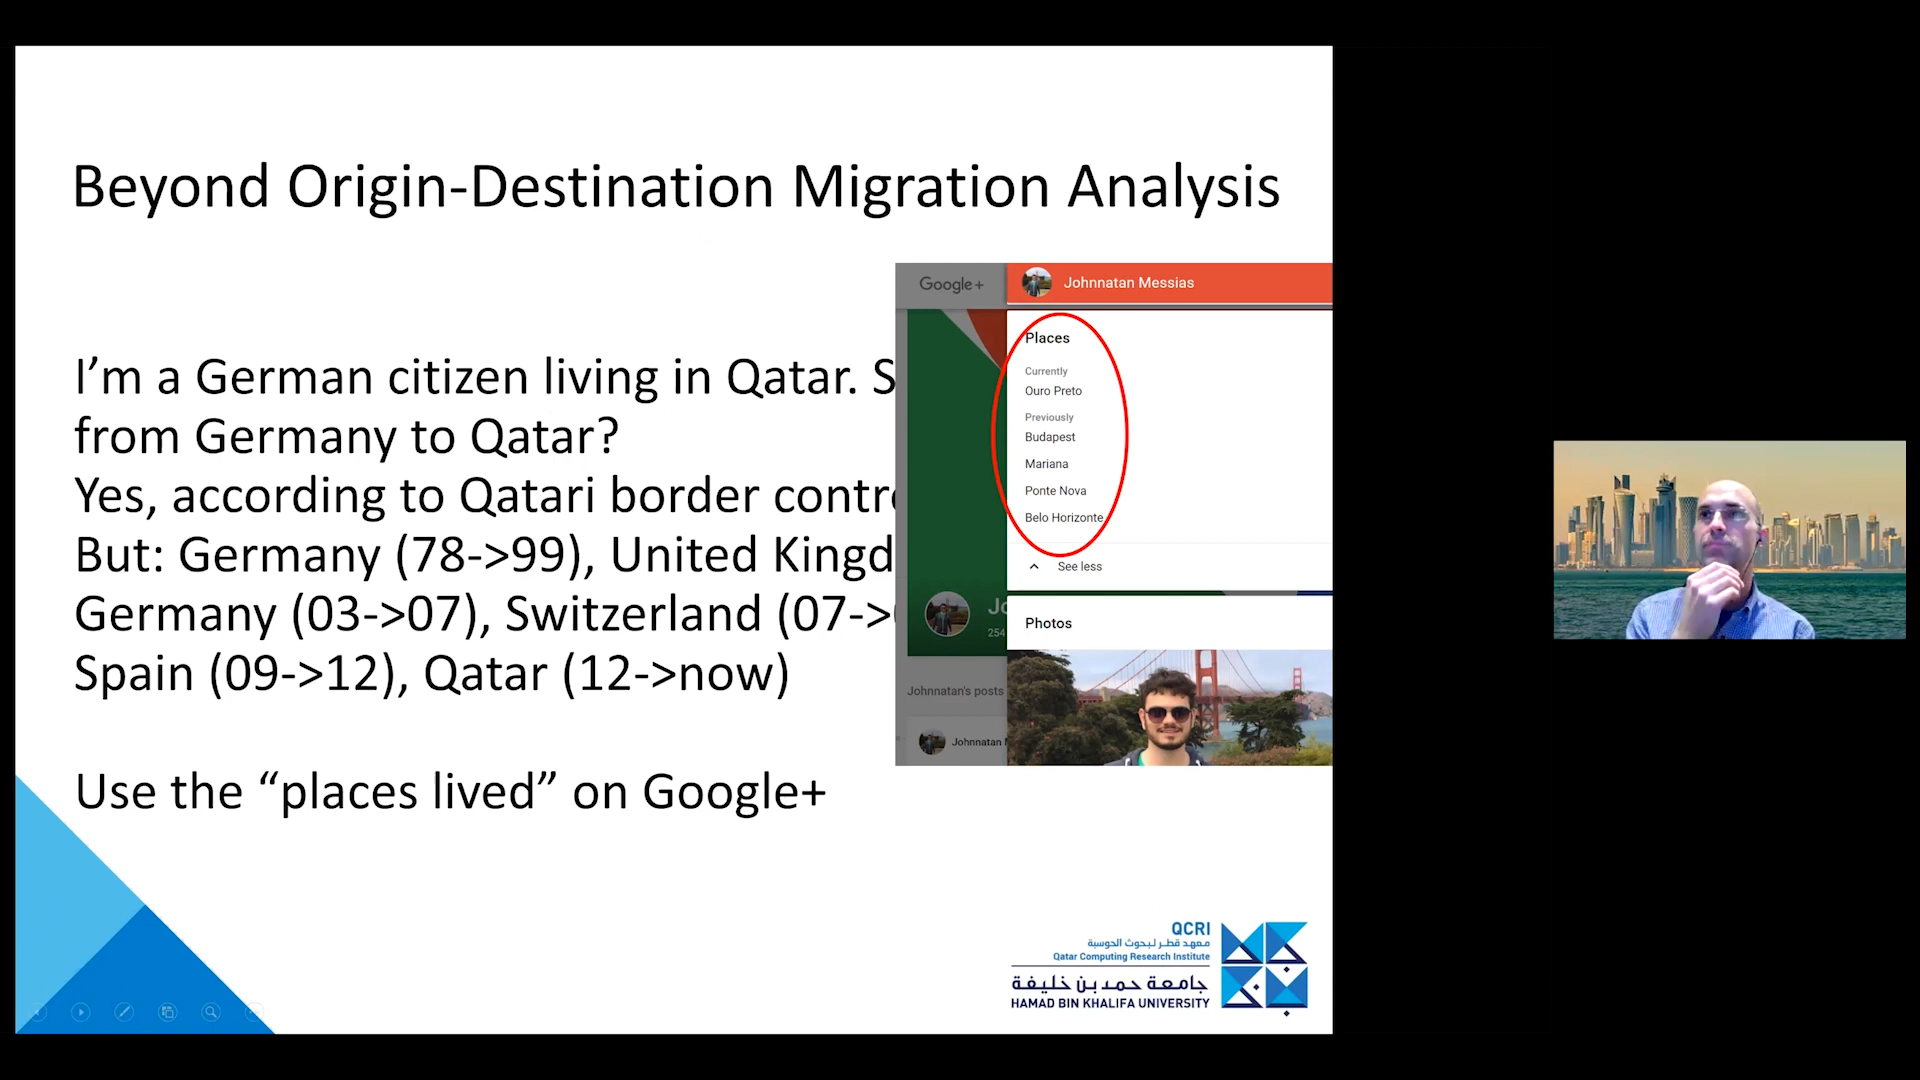 Beyond Origin-Destination Migration Analysis
I’m a German citizen living in Qatar. S
from Germany to Qatar?
Yes, according to Qatari border contro
But: Germany (78->99), United Kingd
Germany (03->07), Switzerland (07->
Spain (09->12), Qatar (12->now)
Use the “places lived” on Google+
Google+
Johnnatan Messias
Places
Currently
Ouro Preto
Previously
Budapest
Mariana
Ponte Nova
Belo Horizonte
See less
Jo
254
Photos
Johnnatan's posts
Johnnatan
QCRI
معهد قطر لبحوث الحوسبة
Qatar Computing Research Institute
جامعة حمد بن خليفة
HAMAD BIN KHALIFA UNIVERSITY